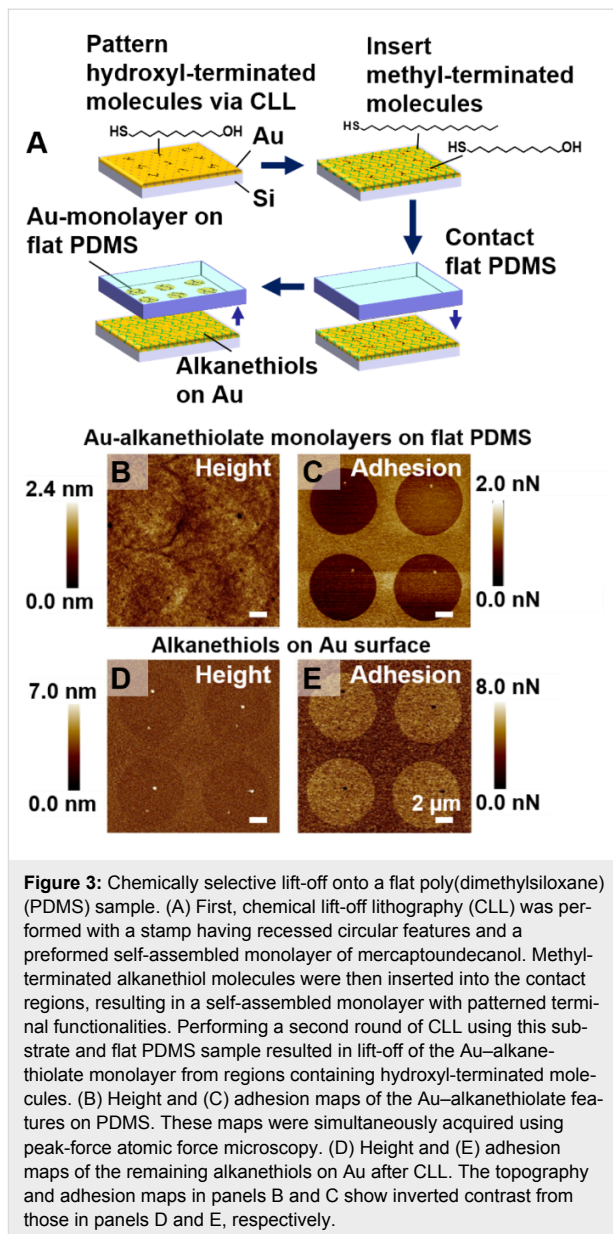 Pattern
hydroxyl-terminated
molecules via CLL
Insert
methyl-terminated
molecules
HS
OH
A
Au
Si
HS
HS
OH
Au-monolayer on
flat PDMS
Contact
flat PDMS
Alkanethiols
on Au
Au-alkanethiolate monolayers on flat PDMS
B
Height
C
Adhesion
2.4 nm
0.0 nm
2.0 nN
0.0 nN
Alkanethiols on Au surface
D
Height
E
Adhesion
7.0 nm
0.0 nm
8.0 nN
0.0 nN
2 µm
Figure 3: Chemically selective lift-off onto a flat poly(dimethylsiloxane)
(PDMS) sample. (A) First, chemical lift-off lithography (CLL) was per-
formed with a stamp having recessed circular features and a
preformed self-assembled monolayer of mercaptoundecanol. Methyl-
terminated alkanethiol molecules were then inserted into the contact
regions, resulting in a self-assembled monolayer with patterned termi-
nal functionalities. Performing a second round of CLL using this sub-
strate and flat PDMS sample resulted in lift-off of the Au–alkane-
thiolate monolayer from regions containing hydroxyl-terminated mole-
cules. (B) Height and (C) adhesion maps of the Au–alkanethiolate fea-
tures on PDMS. These maps were simultaneously acquired using
peak-force atomic force microscopy. (D) Height and (E) adhesion
maps of the remaining alkanethiols on Au after CLL. The topography
and adhesion maps in panels B and C show inverted contrast from
those in panels D and E, respectively.